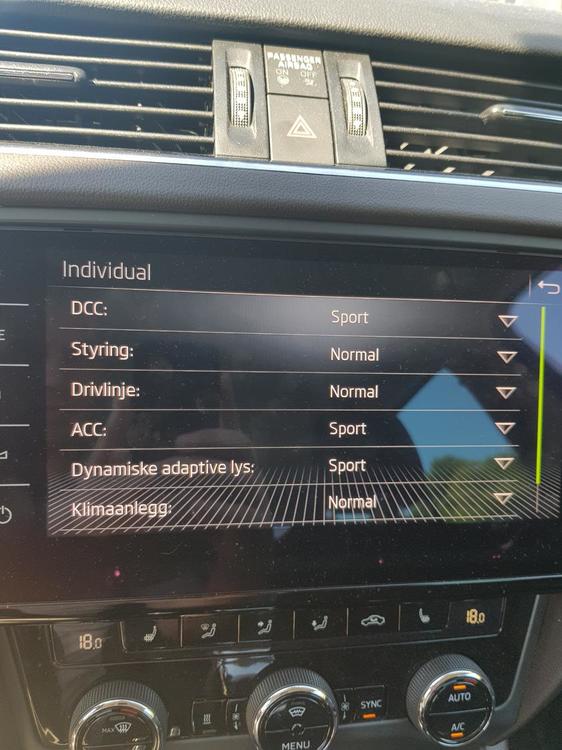 PASSENGER
AIRBAG
ON OFF
Individual
DCC: Sport
Styring: Normal
Drivlinje: Normal
ACC: Sport
Dynamiske adaptive lys: Sport
Klimaanlegg: Normal
18.0
18.0
MAX
MENU
SYNC
AUTO
A/C